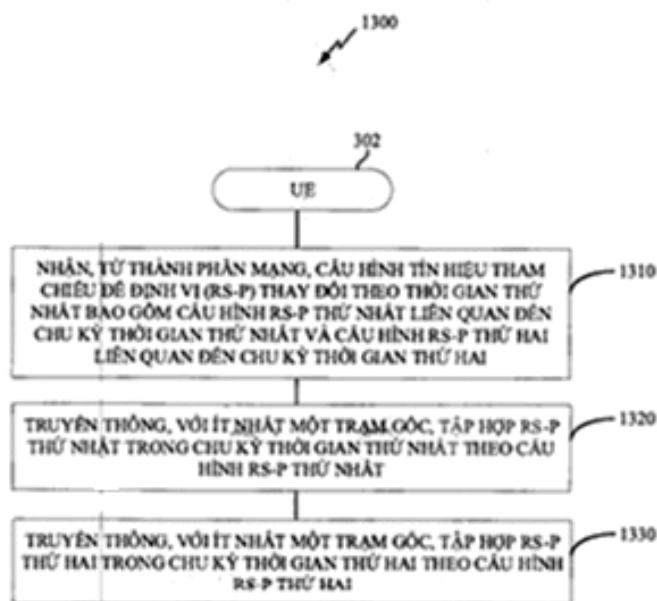 1300
302
UE
NHẬN, TỪ THÀNH PHẦN MẠNG, CẤU HÌNH TÍN HIỆU THAM
CHIẾU ĐỂ ĐỊNH VỊ (RS-P) THAY ĐỔI THEO THỜI GIAN THỨ
NHẤT BAO GỒM CẤU HÌNH RS-P THỨ NHẤT LIÊN QUAN ĐẾN
CHU KỲ THỜI GIAN THỨ NHẤT VÀ CẤU HÌNH RS-P THỨ HAI
LIÊN QUAN ĐẾN CHU KỲ THỜI GIAN THỨ HAI
1310
TRUYỀN THÔNG, VỚI ÍT NHẤT MỘT TRẠM GỐC, TẬP HỢP RS-P
THỨ NHẤT TRONG CHU KỲ THỜI GIAN THỨ NHẤT THEO CẤU
HÌNH RS-P THỨ NHẤT
1320
TRUYỀN THÔNG, VỚI ÍT NHẤT MỘT TRẠM GỐC, TẬP HỢP RS-P
THỨ HAI TRONG CHU KỲ THỜI GIAN THỨ HAI THEO CẤU HÌNH
RS-P THỨ HAI
1330